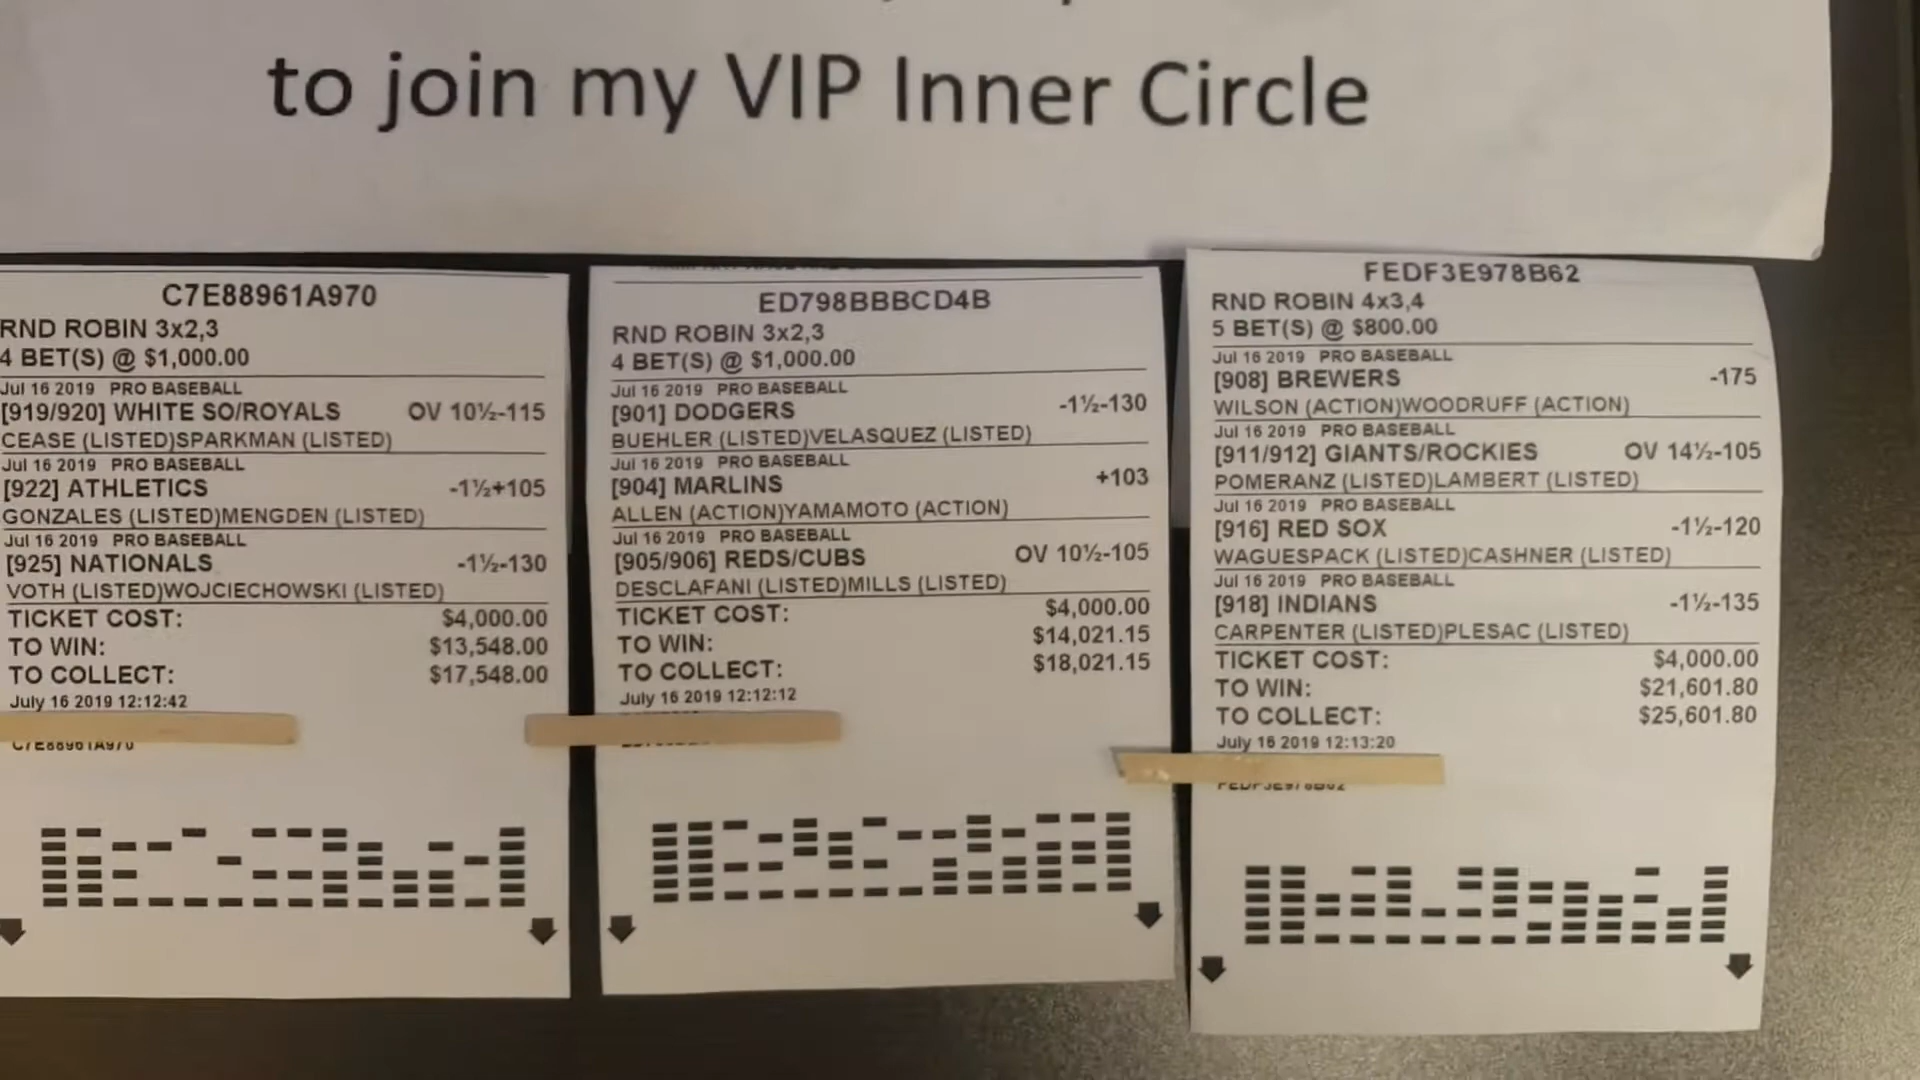 to join my VIP Inner Circle
C7E88961A970
RND ROBIN 3x2,3
4 BET(S) @ $1,000.00
Jul 16 2019 PRO BASEBALL
[919/920] WHITE SO/ROYALS OV 10½-115
CEASE (LISTED)SPARKMAN (LISTED)
Jul 16 2019 PRO BASEBALL
[922] ATHLETICS -1½+105
GONZALES (LISTED)MENGDEN (LISTED)
Jul 16 2019 PRO BASEBALL
[925] NATIONALS -1½-130
VOTH (LISTED)WOJCIECHOWSKI (LISTED)
TICKET COST: $4,000.00
TO WIN: $13,548.00
TO COLLECT: $17,548.00
July 16 2019 12:12:42
C7E88961A970
ED798BBBCD4B
RND ROBIN 3x2,3
4 BET(S) @ $1,000.00
Jul 16 2019 PRO BASEBALL
[901] DODGERS -1½-130
BUEHLER (LISTED)VELASQUEZ (LISTED)
Jul 16 2019 PRO BASEBALL
[904] MARLINS +103
ALLEN (ACTION)YAMAMOTO (ACTION)
Jul 16 2019 PRO BASEBALL
[905/906] REDS/CUBS OV 10½-105
DESCLAFANI (LISTED)MILLS (LISTED)
TICKET COST: $4,000.00
TO WIN: $14,021.15
TO COLLECT: $18,021.15
July 16 2019 12:12:12
FEDF3E978B62
RND ROBIN 4x3,4
5 BET(S) @ $800.00
Jul 16 2019 PRO BASEBALL
[908] BREWERS -175
WILSON (ACTION)WOODRUFF (ACTION)
Jul 16 2019 PRO BASEBALL
[911/912] GIANTS/ROCKIES OV 14½-105
POMERANZ (LISTED)LAMBERT (LISTED)
Jul 16 2019 PRO BASEBALL
[916] RED SOX -1½-120
WAGUESPACK (LISTED)CASHNER (LISTED)
Jul 16 2019 PRO BASEBALL
[918] INDIANS -1½-135
CARPENTER (LISTED)PLESAC (LISTED)
TICKET COST: $4,000.00
TO WIN: $21,601.80
TO COLLECT: $25,601.80
July 16 2019 12:13:20
FEDF3E978B62